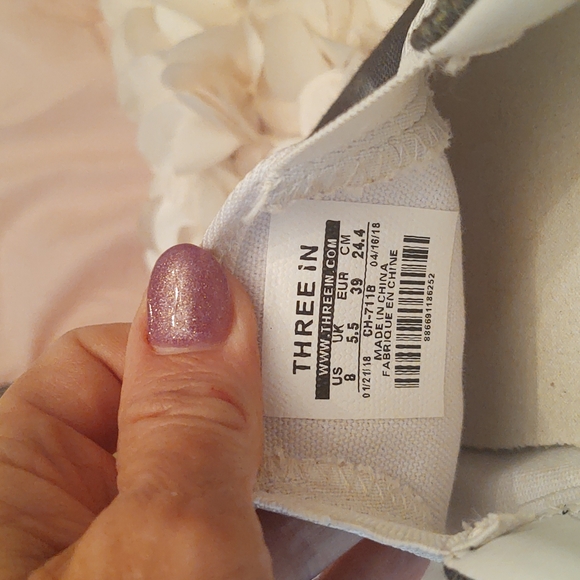 THREE iN
WWW.THREEIN.COM
US UK EUR CM
8 5.5 39 24.4
01/21/18 CH-711B 04/16/18
MADE IN CHINA
FABRIQUE EN CHINE
886691186252